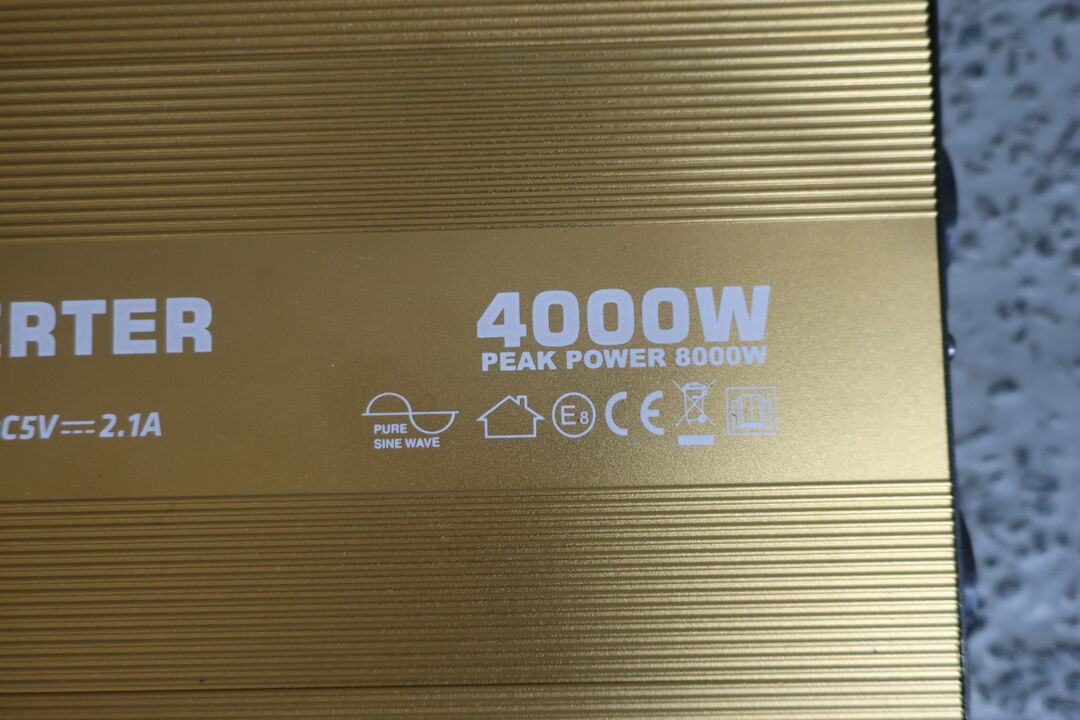 ERTER
4000W
PEAK POWER 8000W
C5V⎓2.1A
PURE
SINE WAVE
E8
CE